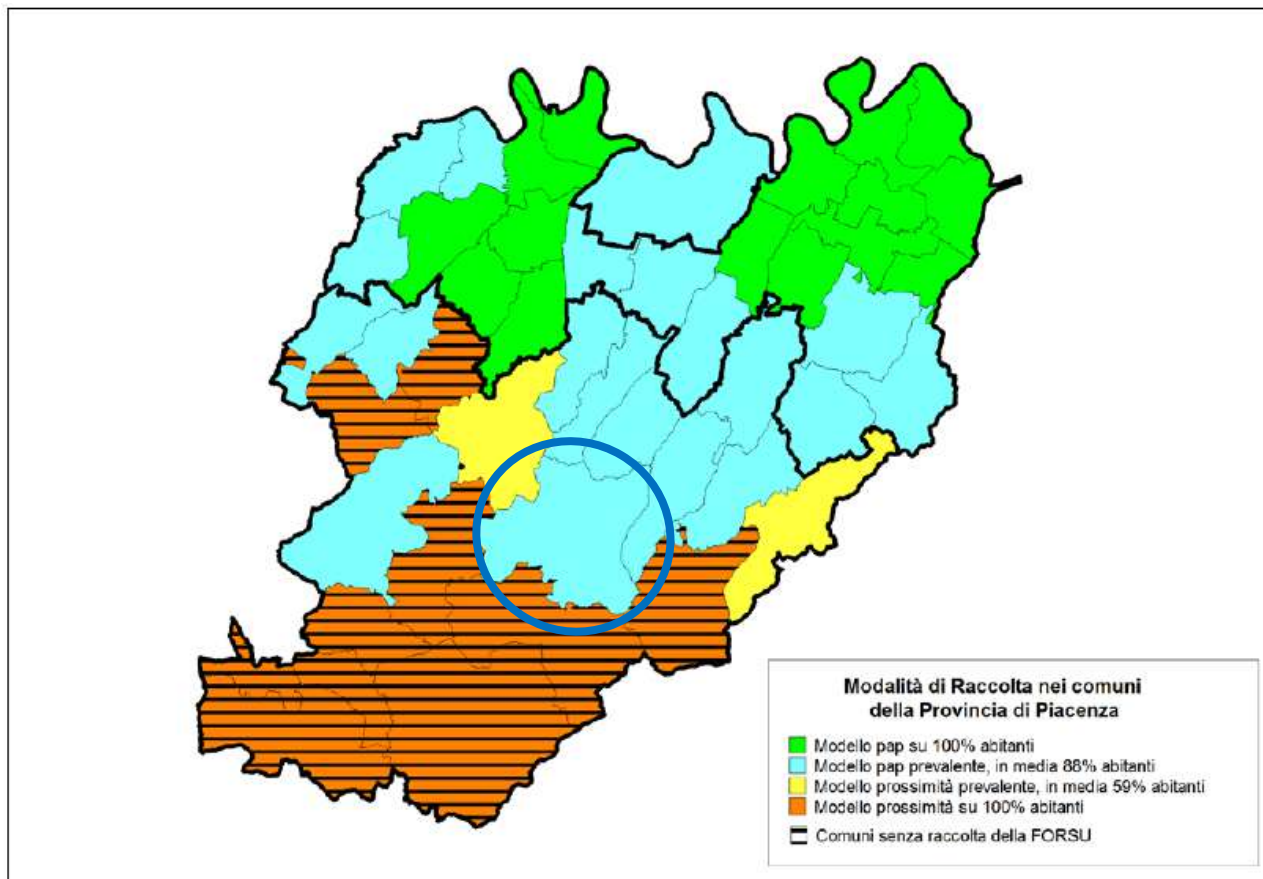 Modalità di Raccolta nei comuni
della Provincia di Piacenza
Modello pap su 100% abitanti
Modello pap prevalente, in media 88% abitanti
Modello prossimità prevalente, in media 59% abitanti
Modello prossimità su 100% abitanti
Comuni senza raccolta della FORSU